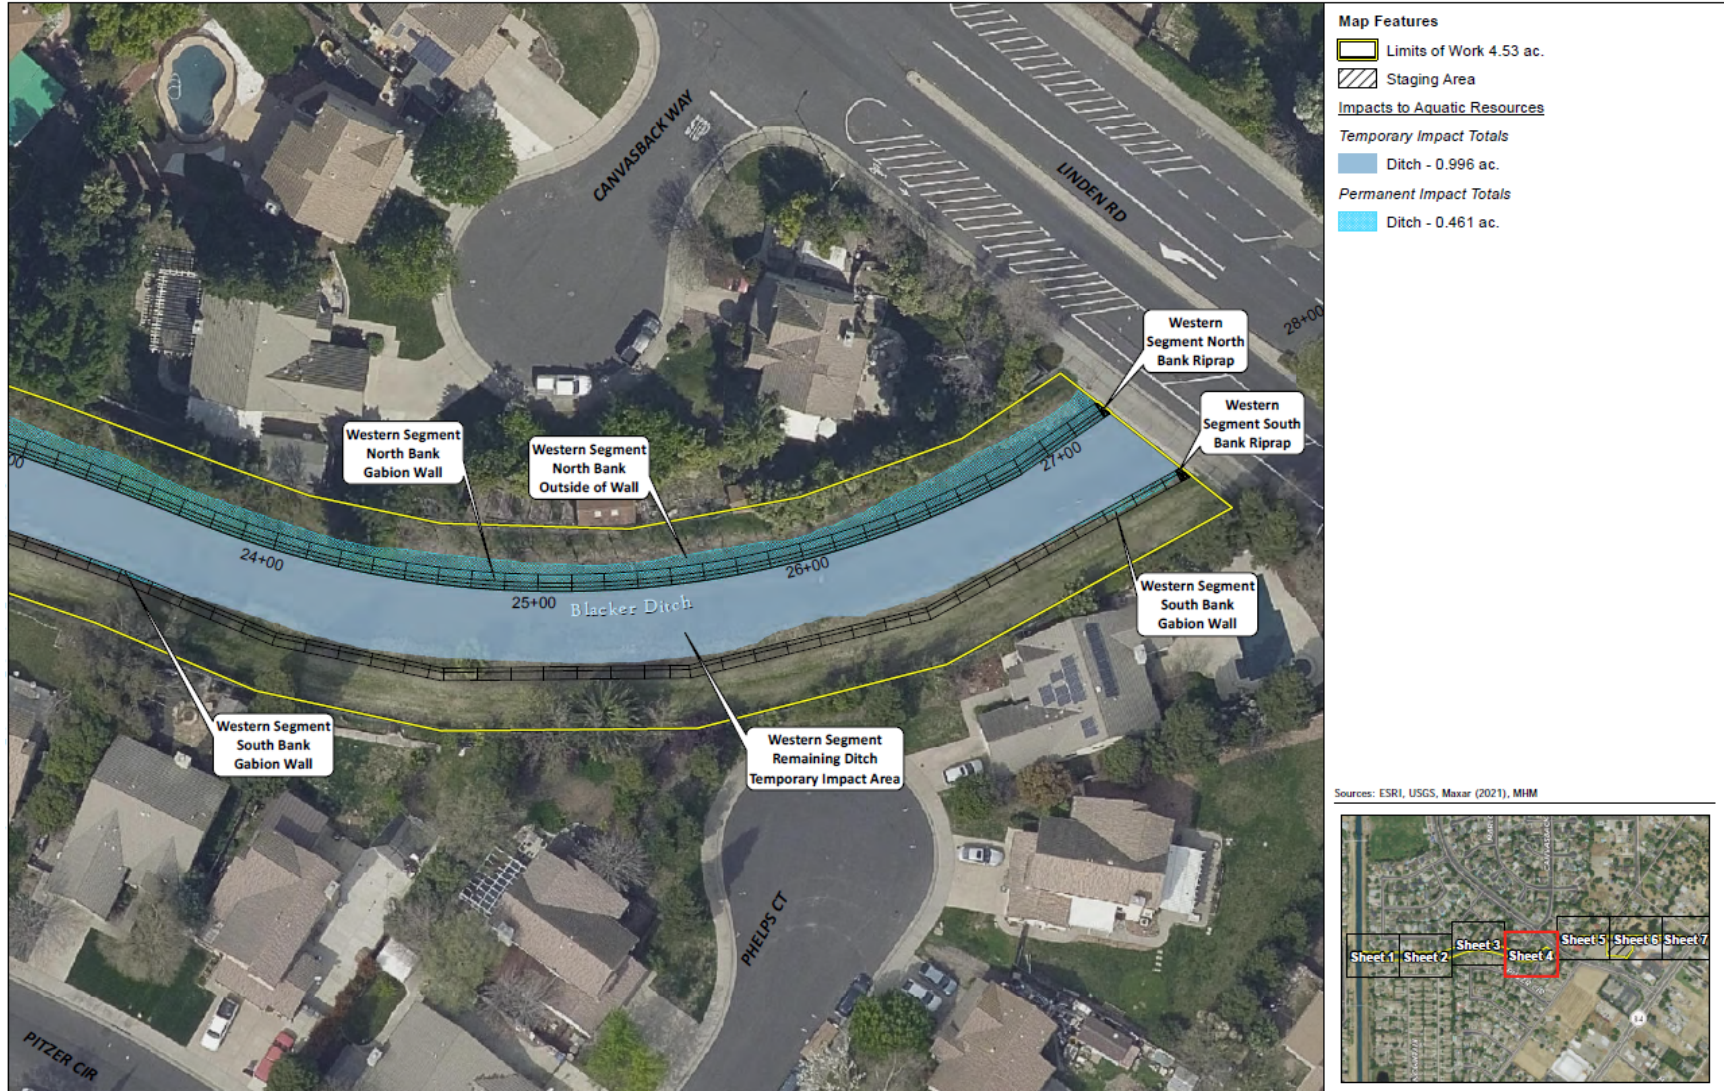 CANVASBACK WAY
LINDEN RD
28+00
Western
Segment North
Bank Riprap
Western
Segment South
Bank Riprap
Western Segment
North Bank
Gabion Wall
Western Segment
North Bank
Outside of Wall
27+00
00
24+00
25+00
26+00
Blacker Ditch
Western Segment
South Bank
Gabion Wall
Western Segment
South Bank
Gabion Wall
Western Segment
Remaining Ditch
Temporary Impact Area
PHELPS CT
PITZER CIR
Map Features
Limits of Work 4.53 ac.
Staging Area
Impacts to Aquatic Resources
Temporary Impact Totals
Ditch - 0.996 ac.
Permanent Impact Totals
Ditch - 0.461 ac.
Sources: ESRI, USGS, Maxar (2021), MHM
Sheet 1
Sheet 2
Sheet 3
Sheet 4
Sheet 5
Sheet 6
Sheet 7